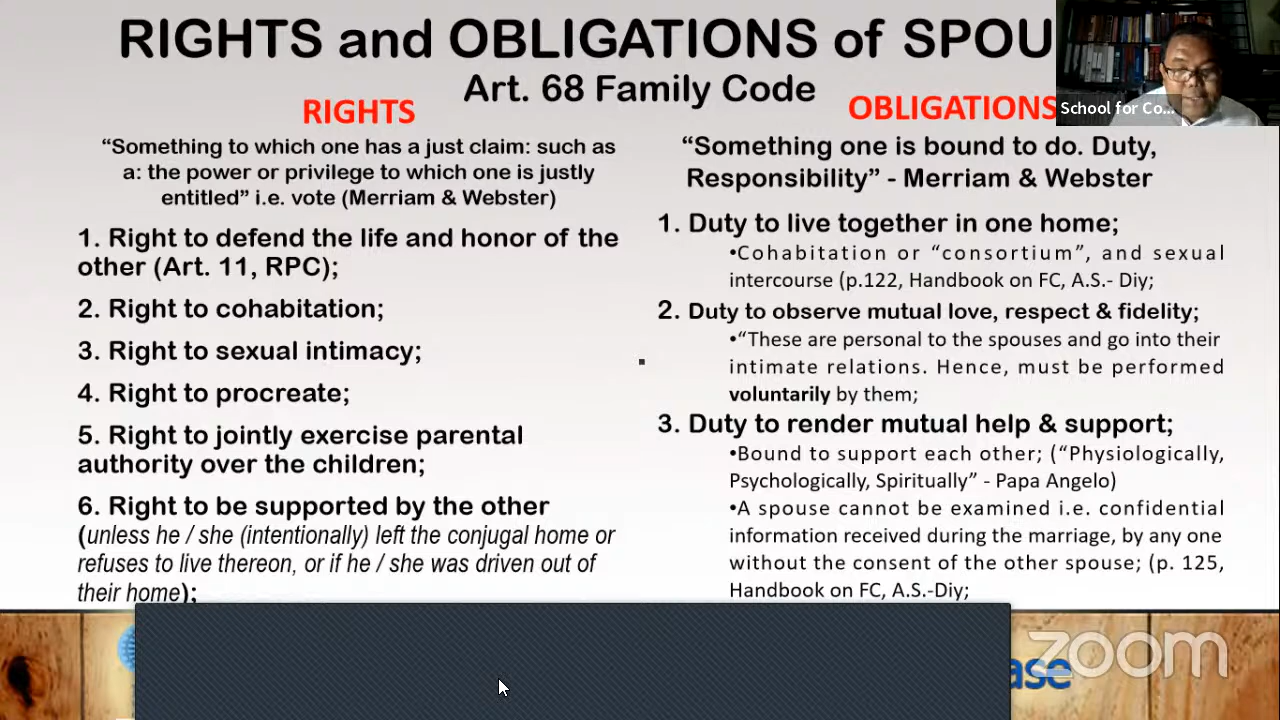 RIGHTS and OBLIGATIONS of SPOU
Art. 68 Family Code
RIGHTS
“Something to which one has a just claim: such as
a: the power or privilege to which one is justly
entitled” i.e. vote (Merriam & Webster)
1. Right to defend the life and honor of the
other (Art. 11, RPC);
2. Right to cohabitation;
3. Right to sexual intimacy;
4. Right to procreate;
5. Right to jointly exercise parental
authority over the children;
6. Right to be supported by the other
(unless he / she (intentionally) left the conjugal home or
refuses to live thereon, or if he / she was driven out of
their home);
OBLIGATIONS
“Something one is bound to do. Duty,
Responsibility” - Merriam & Webster
1. Duty to live together in one home;
•Cohabitation or “consortium”, and sexual
intercourse (p.122, Handbook on FC, A.S.- Diy;
2. Duty to observe mutual love, respect & fidelity;
•“These are personal to the spouses and go into their
intimate relations. Hence, must be performed
voluntarily by them;
3. Duty to render mutual help & support;
•Bound to support each other; (“Physiologically,
Psychologically, Spiritually” - Papa Angelo)
•A spouse cannot be examined i.e. confidential
information received during the marriage, by any one
without the consent of the other spouse; (p. 125,
Handbook on FC, A.S.-Diy;
School for Co...
zoom
ase